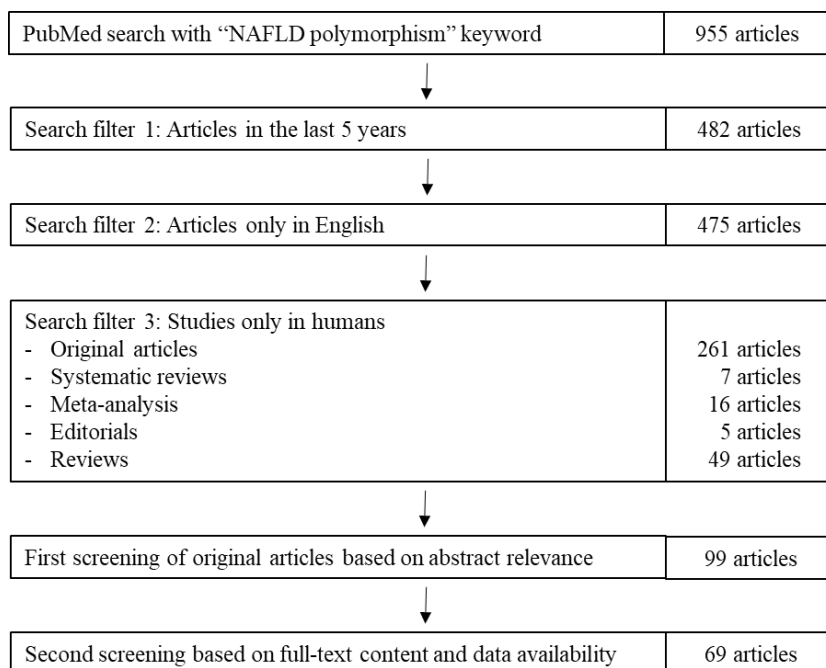 PubMed search with “NAFLD polymorphism” keyword 955 articles
Search filter 1: Articles in the last 5 years 482 articles
Search filter 2: Articles only in English 475 articles
Search filter 3: Studies only in humans
- Original articles 261 articles
- Systematic reviews 7 articles
- Meta-analysis 16 articles
- Editorials 5 articles
- Reviews 49 articles
First screening of original articles based on abstract relevance 99 articles
Second screening based on full-text content and data availability 69 articles